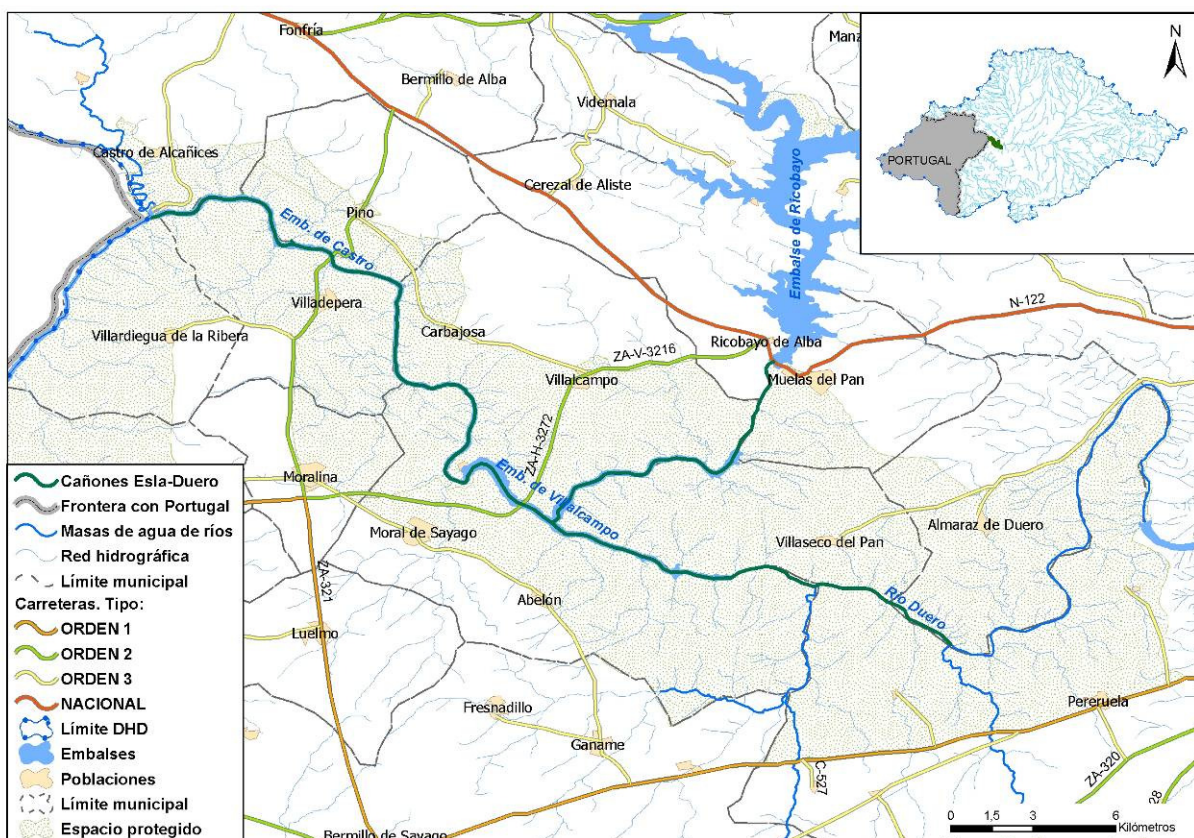 Fonfría
Manz
Bermillo de Alba
Videmala
N
PORTUGAL
Castro de Alcañices
Cerezal de Aliste
Embalse de Ricobayo
Pino
Emb. de Castro
Villadepera
N-122
Villardiegua de la Ribera
Carbajosa
Ricobayo de Alba
ZA-V-3216
Villalcampo
Muelas del Pan
ZA-H-3272
Moralina
Emb. de Villalcampo
Moral de Sayago
Villaseco del Pan
Almaraz de Duero
ZA-321
Abelón
Río Duero
Luelmo
Fresnadillo
Pereruela
Ganame
C-527
ZA-320
28
Bermillo de Sayago
Cañones Esla-Duero
Frontera con Portugal
Masas de agua de ríos
Red hidrográfica
Límite municipal
Carreteras. Tipo:
ORDEN 1
ORDEN 2
ORDEN 3
NACIONAL
Límite DHD
Embalses
Poblaciones
Límite municipal
Espacio protegido
0 1,5 3 6
Kilómetros